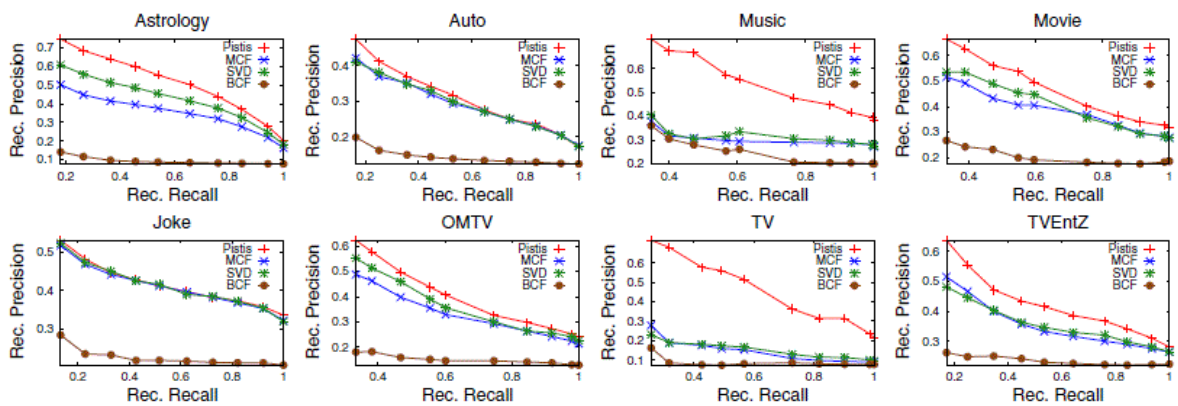 Astrology
Rec. Precision
0.7
0.6
0.5
0.4
0.3
0.2
0.1
Pistis
MCF
SVD
BCF
0.2 0.4 0.6 0.8 1
Rec. Recall
Auto
Rec. Precision
0.4
0.3
0.2
Pistis
MCF
SVD
BCF
0.2 0.4 0.6 0.8 1
Rec. Recall
Music
Rec. Precision
0.7
0.6
0.5
0.4
0.3
0.2
Pistis
MCF
SVD
BCF
0.4 0.6 0.8 1
Rec. Recall
Movie
Rec. Precision
0.6
0.5
0.4
0.3
0.2
Pistis
MCF
SVD
BCF
0.4 0.6 0.8 1
Rec. Recall
Joke
Rec. Precision
0.5
0.4
0.3
Pistis
MCF
SVD
BCF
0.2 0.4 0.6 0.8 1
Rec. Recall
OMTV
Rec. Precision
0.6
0.5
0.4
0.3
0.2
Pistis
MCF
SVD
BCF
0.4 0.6 0.8 1
Rec. Recall
TV
Rec. Precision
0.7
0.6
0.5
0.4
0.3
0.2
0.1
Pistis
MCF
SVD
BCF
0.4 0.6 0.8 1
Rec. Recall
TVEntZ
Rec. Precision
0.6
0.5
0.4
0.3
Pistis
MCF
SVD
BCF
0.2 0.4 0.6 0.8 1
Rec. Recall